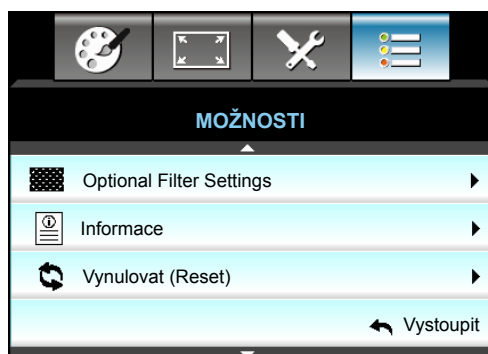 MOŽNOSTI
Optional Filter Settings
Informace
Vynulovat (Reset)
Vystoupit